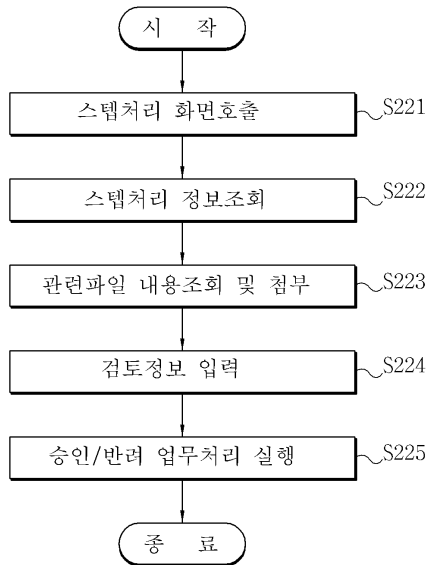 시 작
스텝처리 화면호출 S221
스텝처리 정보조회 S222
관련파일 내용조회 및 첨부 S223
검토정보 입력 S224
승인/반려 업무처리 실행 S225
종 료